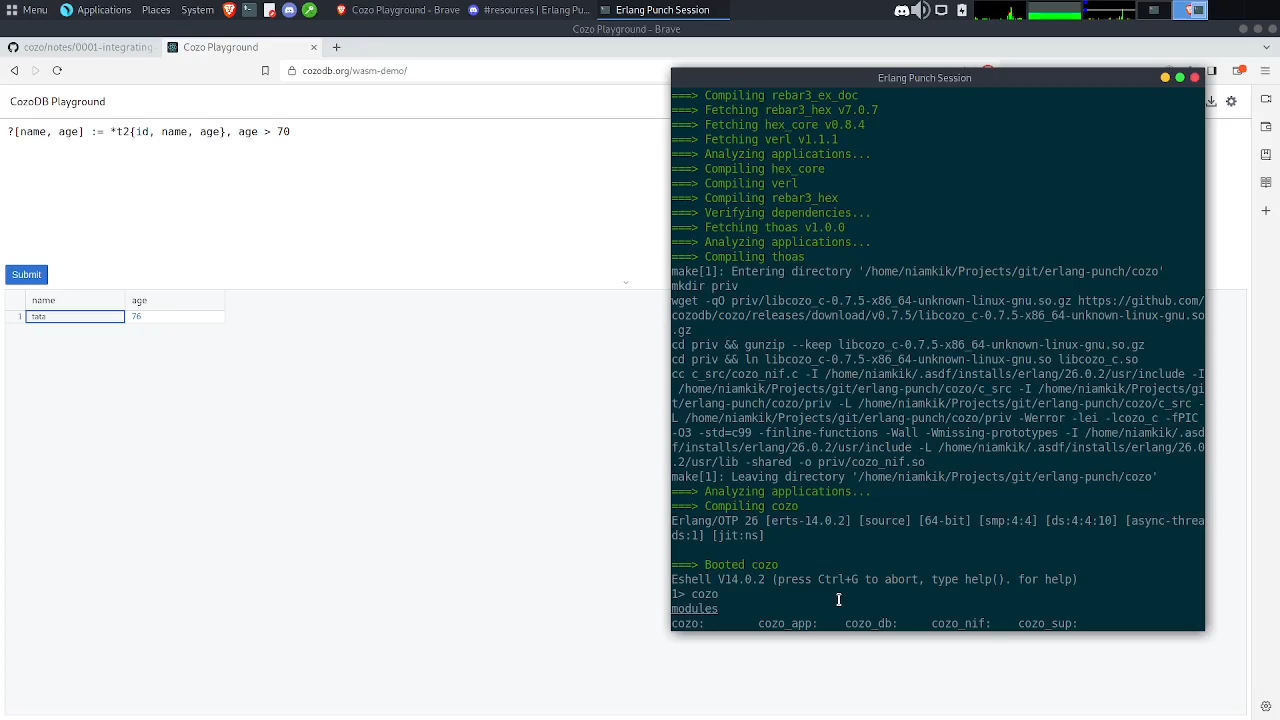 Applications
Places
System
Cozo Playground - Brave
#resources | Erlang Pu...
Erlang Punch Session
Cozo Playground - Brave
cozo/notes/0001-integrating-
Cozo Playground
cozodb.org/wasm-demo/
CozoDB Playground
?[name, age] := *t2{id, name, age}, age > 70
Submit
name age
1 tata 76
Erlang Punch Session
===> Compiling rebar3_ex_doc
===> Fetching rebar3_hex v7.0.7
===> Fetching hex_core v0.8.4
===> Fetching verl v1.1.1
===> Analyzing applications...
===> Compiling hex_core
===> Compiling verl
===> Compiling rebar3_hex
===> Verifying dependencies...
===> Fetching thoas v1.0.0
===> Analyzing applications...
===> Compiling thoas
make[1]: Entering directory '/home/niamkik/Projects/git/erlang-punch/cozo'
mkdir priv
wget -qO priv/libcozo_c-0.7.5-x86_64-unknown-linux-gnu.so.gz https://github.com/
cozodb/cozo/releases/download/v0.7.5/libcozo_c-0.7.5-x86_64-unknown-linux-gnu.so
.gz
cd priv && gunzip --keep libcozo_c-0.7.5-x86_64-unknown-linux-gnu.so.gz
cd priv && ln libcozo_c-0.7.5-x86_64-unknown-linux-gnu.so libcozo_c.so
cc c_src/cozo_nif.c -I /home/niamkik/.asdf/installs/erlang/26.0.2/usr/include -I
/home/niamkik/Projects/git/erlang-punch/cozo/c_src -I /home/niamkik/Projects/gi
t/erlang-punch/cozo/priv -L /home/niamkik/Projects/git/erlang-punch/cozo/c_src -
L /home/niamkik/Projects/git/erlang-punch/cozo/priv -Werror -lei -lcozo_c -fPIC
-O3 -std=c99 -finline-functions -Wall -Wmissing-prototypes -I /home/niamkik/.asd
f/installs/erlang/26.0.2/usr/include -L /home/niamkik/.asdf/installs/erlang/26.0
.2/usr/lib -shared -o priv/cozo_nif.so
make[1]: Leaving directory '/home/niamkik/Projects/git/erlang-punch/cozo'
===> Analyzing applications...
===> Compiling cozo
Erlang/OTP 26 [erts-14.0.2] [source] [64-bit] [smp:4:4] [ds:4:4:10] [async-threa
ds:1] [jit:ns]
===> Booted cozo
Eshell V14.0.2 (press Ctrl+G to abort, type help(). for help)
1> cozo
modules
cozo: cozo_app: cozo_db: cozo_nif: cozo_sup: